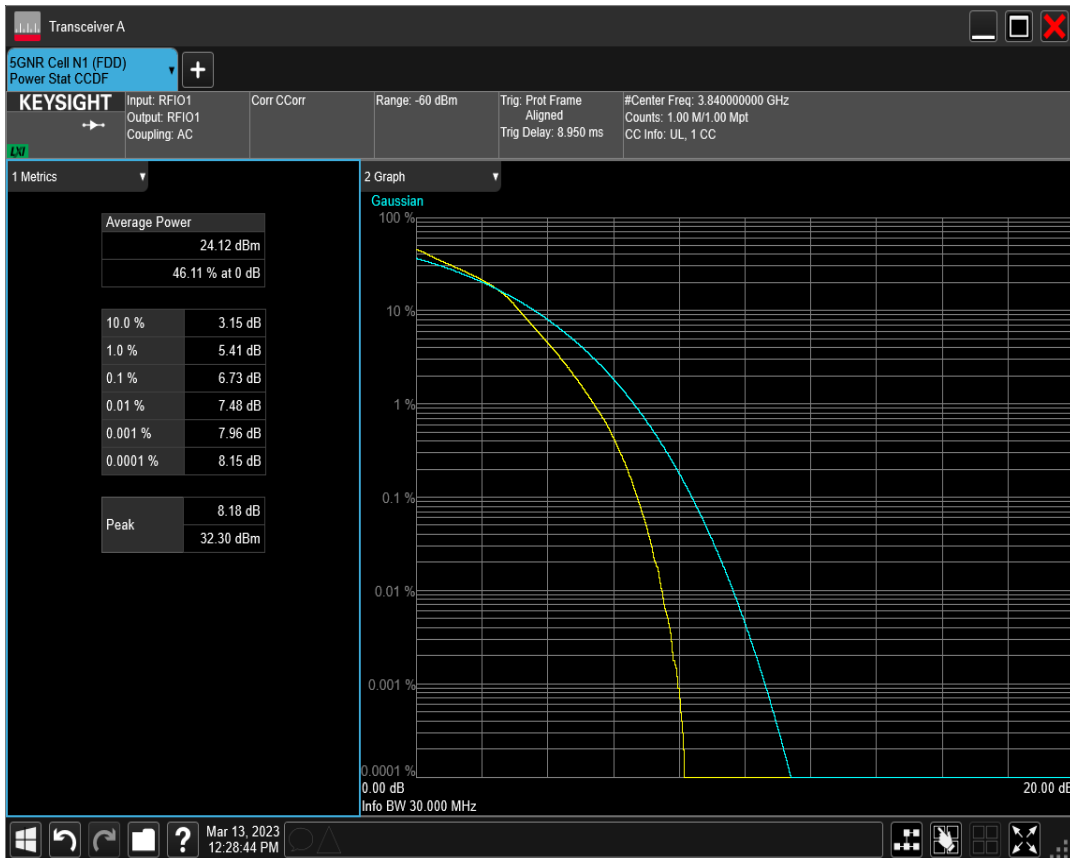 Transceiver A
5GNR Cell N1 (FDD)
Power Stat CCDF
+
KEYSIGHT
LXI
Input: RFIO1
Output: RFIO1
Coupling: AC
Corr CCorr
Range: -60 dBm
Trig: Prot Frame
Aligned
Trig Delay: 8.950 ms
#Center Freq: 3.840000000 GHz
Counts: 1.00 M/1.00 Mpt
CC Info: UL, 1 CC
1 Metrics
Average Power
24.12 dBm
46.11 % at 0 dB
10.0 % 3.15 dB
1.0 % 5.41 dB
0.1 % 6.73 dB
0.01 % 7.48 dB
0.001 % 7.96 dB
0.0001 % 8.15 dB
Peak
8.18 dB
32.30 dBm
2 Graph
Gaussian
100 %
10 %
1 %
0.1 %
0.01 %
0.001 %
0.0001 %
0.00 dB 20.00 dB
Info BW 30.000 MHz
?
Mar 13, 2023
12:28:44 PM